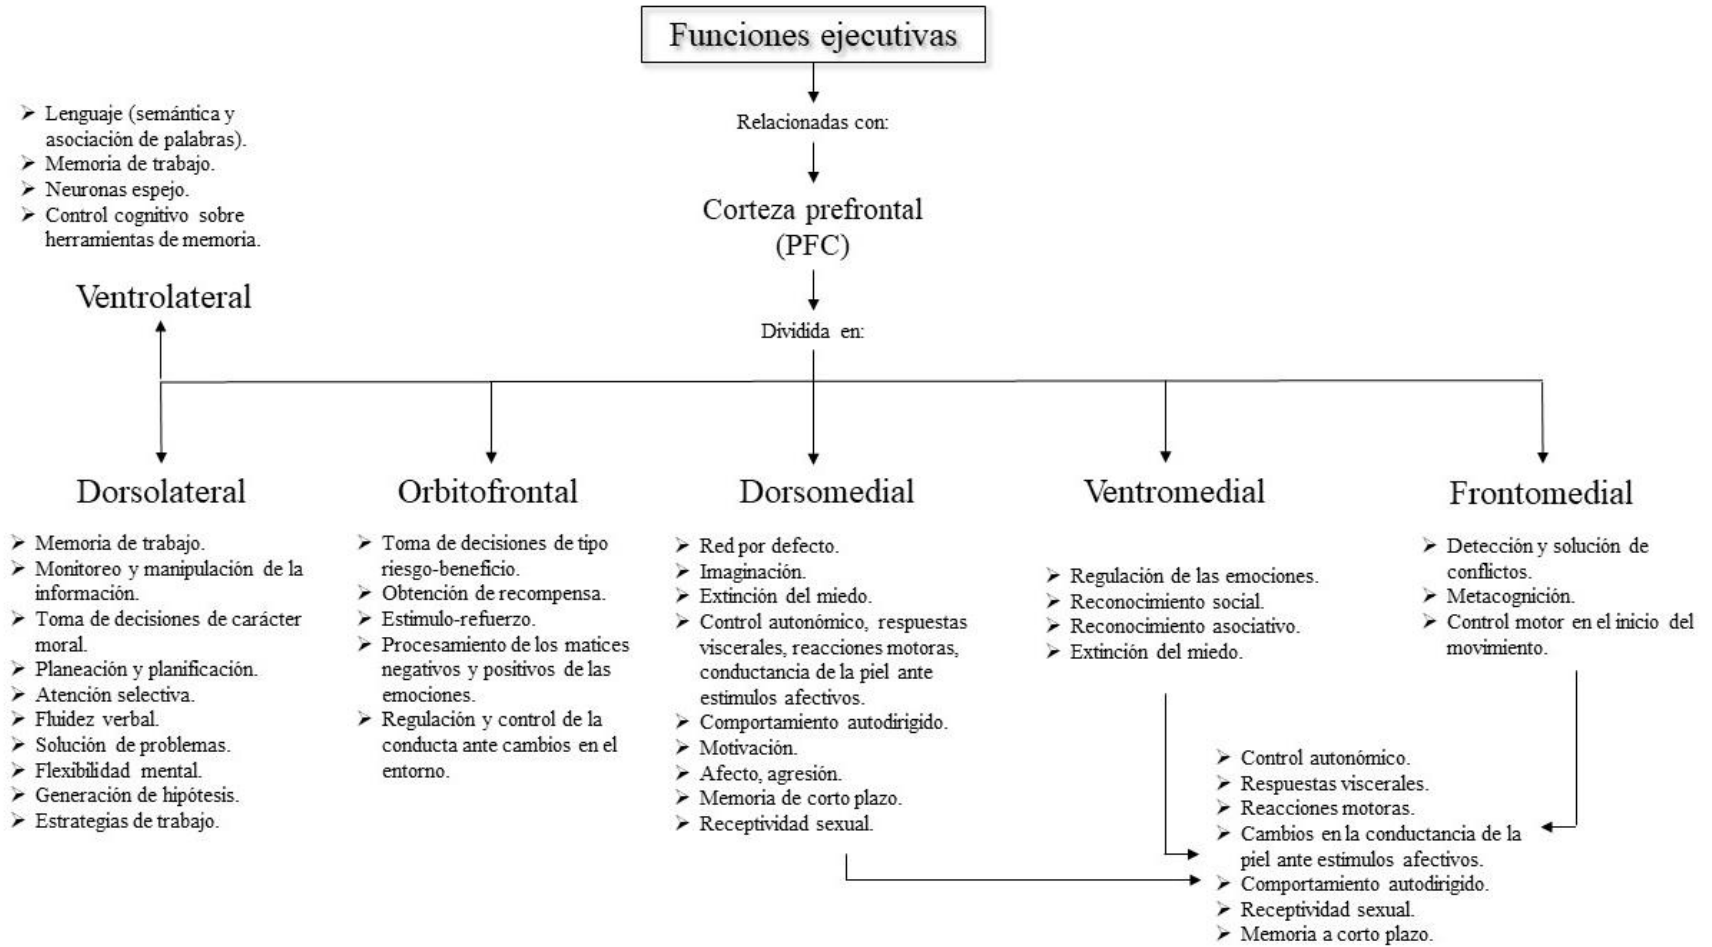 Funciones ejecutivas
Relacionadas con:
Corteza prefrontal
(PFC)
Dividida en:
➢ Lenguaje (semántica y
asociación de palabras).
➢ Memoria de trabajo.
➢ Neuronas espejo.
➢ Control cognitivo sobre
herramientas de memoria.
Ventrolateral
Dorsolateral
➢ Memoria de trabajo.
➢ Monitoreo y manipulación de la
información.
➢ Toma de decisiones de carácter
moral.
➢ Planeación y planificación.
➢ Atención selectiva.
➢ Fluidez verbal.
➢ Solución de problemas.
➢ Flexibilidad mental.
➢ Generación de hipótesis.
➢ Estrategias de trabajo.
Orbitofrontal
➢ Toma de decisiones de tipo
riesgo-beneficio.
➢ Obtención de recompensa.
➢ Estimulo-refuerzo.
➢ Procesamiento de los matices
negativos y positivos de las
emociones.
➢ Regulación y control de la
conducta ante cambios en el
entorno.
Dorsomedial
➢ Red por defecto.
➢ Imaginación.
➢ Extinción del miedo.
➢ Control autonómico, respuestas
viscerales, reacciones motoras,
conductancia de la piel ante
estimulos afectivos.
➢ Comportamiento autodirigido.
➢ Motivación.
➢ Afecto, agresión.
➢ Memoria de corto plazo.
➢ Receptividad sexual.
Ventromedial
➢ Regulación de las emociones.
➢ Reconocimiento social.
➢ Reconocimiento asociativo.
➢ Extinción del miedo.
Frontomedial
➢ Detección y solución de
conflictos.
➢ Metacognición.
➢ Control motor en el inicio del
movimiento.
➢ Control autonómico.
➢ Respuestas viscerales.
➢ Reacciones motoras.
➢ Cambios en la conductancia de la
piel ante estimulos afectivos.
➢ Comportamiento autodirigido.
➢ Receptividad sexual.
➢ Memoria a corto plazo.